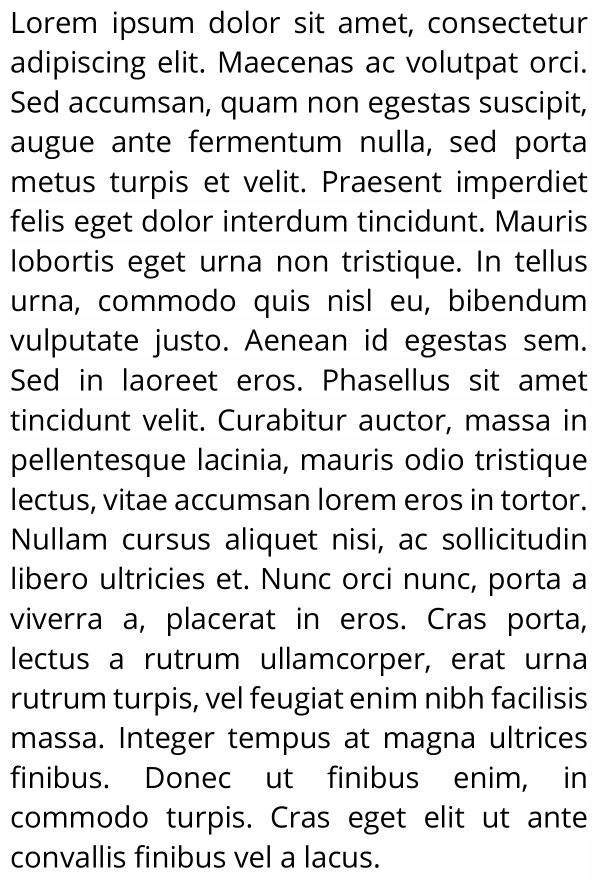 Lorem ipsum dolor sit amet, consectetur
adipiscing elit. Maecenas ac volutpat orci.
Sed accumsan, quam non egestas suscipit,
augue ante fermentum nulla, sed porta
metus turpis et velit. Praesent imperdiet
felis eget dolor interdum tincidunt. Mauris
lobortis eget urna non tristique. In tellus
urna, commodo quis nisl eu, bibendum
vulputate justo. Aenean id egestas sem.
Sed in laoreet eros. Phasellus sit amet
tincidunt velit. Curabitur auctor, massa in
pellentesque lacinia, mauris odio tristique
lectus, vitae accumsan lorem eros in tortor.
Nullam cursus aliquet nisi, ac sollicitudin
libero ultricies et. Nunc orci nunc, porta a
viverra a, placerat in eros. Cras porta,
lectus a rutrum ullamcorper, erat urna
rutrum turpis, vel feugiat enim nibh facilisis
massa. Integer tempus at magna ultrices
finibus. Donec ut finibus enim, in
commodo turpis. Cras eget elit ut ante
convallis finibus vel a lacus.